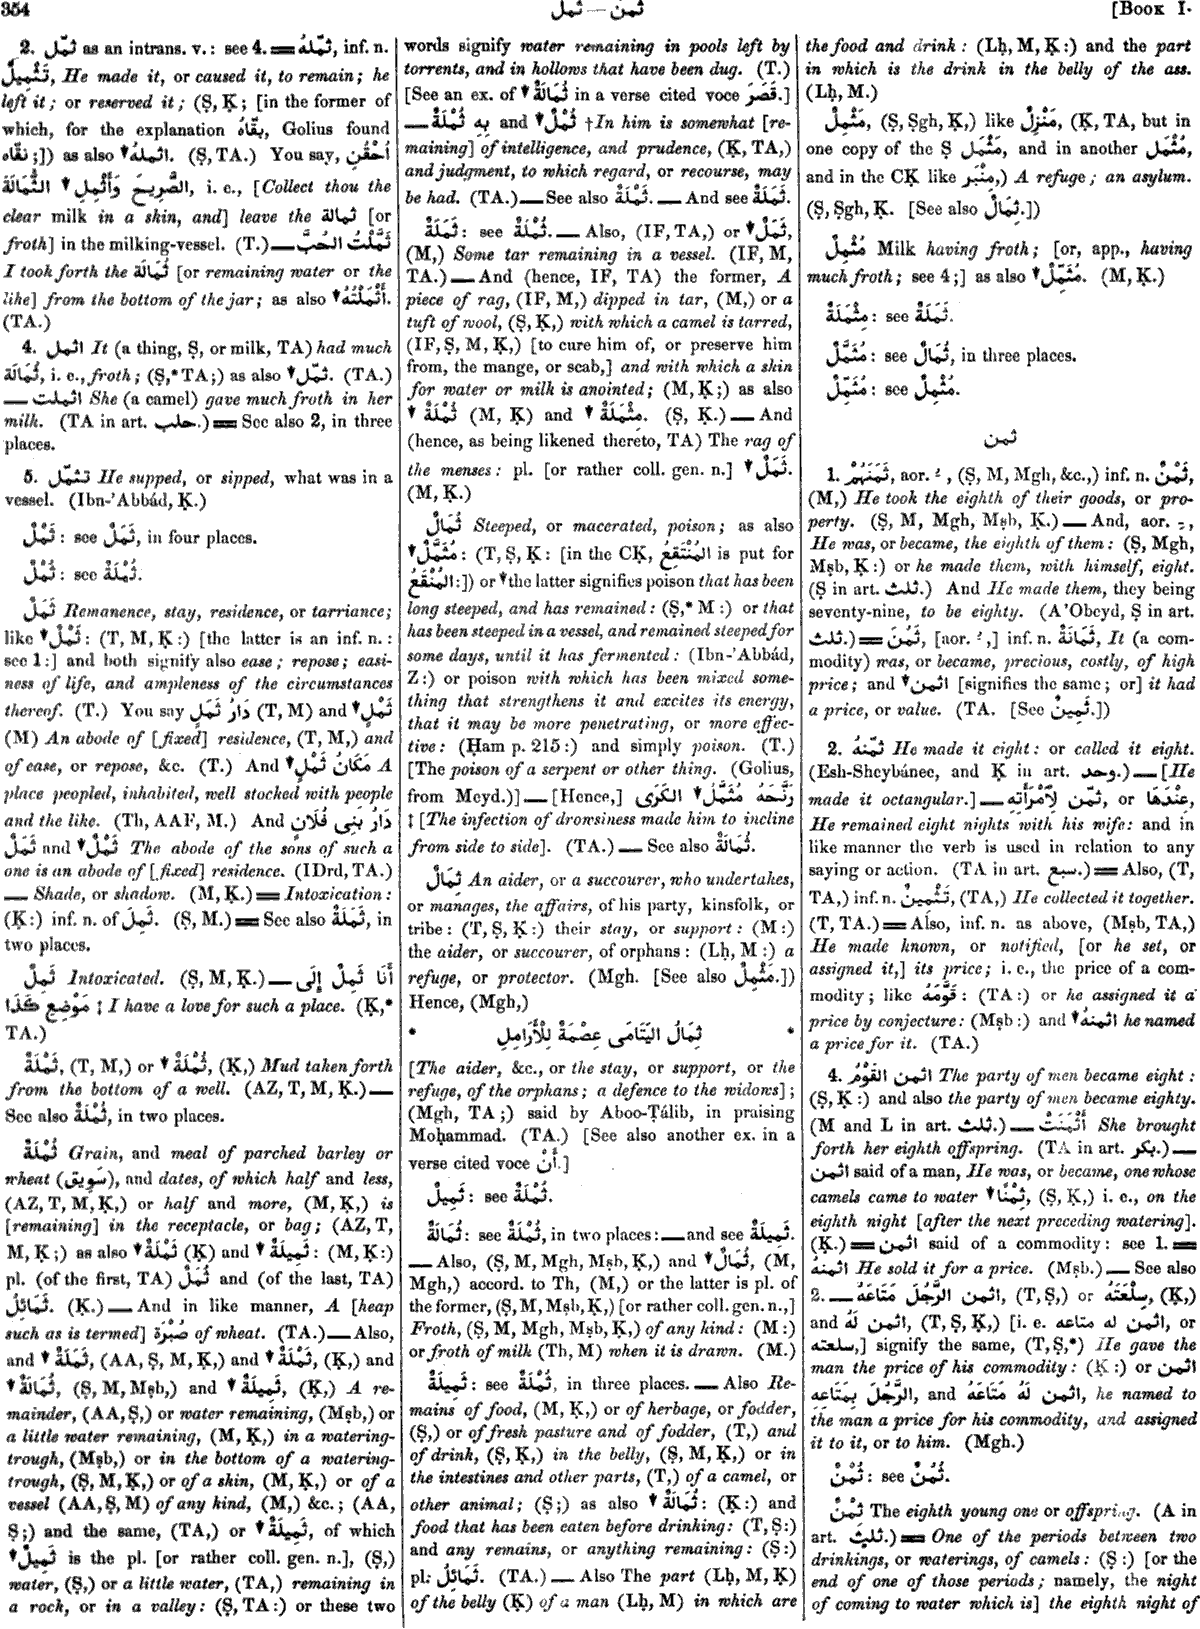 354
ثمل — ثمن
[Book I.
2. ثمّل as an intrans. v.: see 4. = ثمّلهُ, inf. n.
تَثْمِيلٌ, He made it, or caused it, to remain; he
left it; or reserved it; (Ṣ, Ḳ; [in the former of
which, for the explanation بَقَّاهُ, Golius found
نقّاه;]) as also ▼اثملهُ. (Ṣ, TA.) You say, اُحْقُنِ
الصَّرِيحَ وَأَثْمِلِ ▼ الثُّمَالَةَ, i. e., [Collect thou the
clear milk in a skin, and] leave the ثمالة [or
froth] in the milking-vessel. (T.) — ثَمَّلْتُ الحُبَّ
I took forth the ثُمَالَة [or remaining water or the
like] from the bottom of the jar; as also ▼أَثْمَلْتُهُ.
(TA.)
4. اثمل It (a thing, Ṣ, or milk, TA) had much
ثُمَالَة, i. e., froth; (Ṣ,* TA;) as also ▼ثمّل. (TA.)
— اثملت She (a camel) gave much froth in her
milk. (TA in art. حلب.) = See also 2, in three
places.
5. تثمّل He supped, or sipped, what was in a
vessel. (Ibn-'Abbád, Ḳ.)
ثَمْلٌ: see ثَمَلٌ, in four places.
ثُمْلٌ: see ثُمْلَةٌ.
ثَمَلٌ Remanence, stay, residence, or tarriance;
like ▼ثَمْلٌ: (T, M, Ḳ:) [the latter is an inf. n.:
see 1:] and both signify also ease; repose; easi-
ness of life, and ampleness of the circumstances
thereof. (T.) You say دَارُ ثَمَلٍ (T, M) and ▼ثَمْلٍ
(M) An abode of [fixed] residence, (T, M,) and
of ease, or repose, &c. (T.) And ▼مَكَانُ ثَمْلٍ A
place peopled, inhabited, well stocked with people
and the like. (Th, AAF, M.) And دَارُ بَنِى فُلَانٍ
ثَمَلٌ and ▼ثَمْلٌ The abode of the sons of such a
one is an abode of [fixed] residence. (IDrd, TA.)
— Shade, or shadow. (M, Ḳ.) = Intoxication:
(Ḳ:) inf. n. of ثَمِلَ. (Ṣ, M.) = See also ثَمَلَةٌ, in
two places.
ثَمِلٌ Intoxicated. (Ṣ, M, Ḳ.) — أَنَا ثَمِلٌ إِلَى
مَوْضِعِ كَذَا ‡ I have a love for such a place. (Ḳ,*
TA.)
ثَمْلَةٌ, (T, M,) or ▼ ثُمْلَةٌ, (Ḳ,) Mud taken forth
from the bottom of a well. (AZ, T, M, Ḳ.) —
See also ثُمْلَةٌ, in two places.
ثُمْلَةٌ Grain, and meal of parched barley or
wheat (سَوِيق), and dates, of which half and less,
(AZ, T, M, Ḳ,) or half and more, (M, Ḳ,) is
[remaining] in the receptacle, or bag; (AZ, T,
M, Ḳ;) as also ▼ثَمْلَةٌ (Ḳ) and ▼ثَمِيلَةٌ: (M, Ḳ:)
pl. (of the first, TA) ثُمَلٌ and (of the last, TA)
ثَمَائِلُ. (Ḳ.) — And in like manner, A [heap
such as is termed] صُبْرَة of wheat. (TA.) — Also,
and ▼ثَمَلَةٌ, (AA, Ṣ, M, Ḳ,) and ▼ثَمْلَةٌ, (Ḳ,) and
▼ثُمَالَةٌ, (Ṣ, M, Mṣb,) and ▼ثَمِيلَةٌ, (Ḳ,) A re-
mainder, (AA, Ṣ,) or water remaining, (Mṣb,) or
a little water remaining, (M, Ḳ,) in a watering-
trough, (Mṣb,) or in the bottom of a watering-
trough, (Ṣ, M, Ḳ,) or of a skin, (M, Ḳ,) or of a
vessel (AA, Ṣ, M) of any kind, (M,) &c.; (AA,
Ṣ;) and the same, (TA,) or ▼ثَمِيلَةٌ, of which
▼ثَمِيلٌ is the pl. [or rather coll. gen. n.], (Ṣ,)
water, (Ṣ,) or a little water, (TA,) remaining in
a rock, or in a valley: (Ṣ, TA:) or these two
words signify water remaining in pools left by
torrents, and in hollows that have been dug. (T.)
[See an ex. of ▼ثُمَالَةٌ in a verse cited voce قَصَرَ.]
— بِهِ ثُمْلَةٌ and ▼ثُمْلٌ †In him is somewhat [re-
maining] of intelligence, and prudence, (Ḳ, TA,)
and judgment, to which regard, or recourse, may
be had. (TA.) — See also ثَمْلَةٌ. — And see ثَمَلَةٌ.
ثَمَلَةٌ: see ثُمْلَةٌ. — Also, (IF, TA,) or ▼ثَمَلٌ,
(M,) Some tar remaining in a vessel. (IF, M,
TA.) — And (hence, IF, TA) the former, A
piece of rag, (IF, M,) dipped in tar, (M,) or a
tuft of wool, (Ṣ, Ḳ,) with which a camel is tarred,
(IF, Ṣ, M, Ḳ,) [to cure him of, or preserve him
from, the mange, or scab,] and with which a skin
for water or milk is anointed; (M, Ḳ;) as also
▼ ثُمْلَةٌ (M, Ḳ) and ▼ مِثْمَلَةٌ. (Ṣ, Ḳ.) — And
(hence, as being likened thereto, TA) The rag of
the menses: pl. [or rather coll. gen. n.] ▼ثَمَلٌ.
(M, Ḳ.)
ثُمَالٌ Steeped, or macerated, poison; as also
▼مُثَمَّلٌ: (T, Ṣ, Ḳ: [in the CḲ, المُنْتَقِعُ is put for
المُنْقَعُ:]) or ▼the latter signifies poison that has been
long steeped, and has remained: (Ṣ,* M:) or that
has been steeped in a vessel, and remained steeped for
some days, until it has fermented: (Ibn-'Abbád,
Z:) or poison with which has been mixed some-
thing that strengthens it and excites its energy,
that it may be more penetrating, or more effec-
tive: (Ḥam p. 215:) and simply poison. (T.)
[The poison of a serpent or other thing. (Golius,
from Meyd.)] — [Hence,] رَنَّحَهُ مُثَمَّلُ ▼ الكَرَى
‡ [The infection of drowsiness made him to incline
from side to side]. (TA.) — See also ثُمَالَةٌ.
ثِمَالٌ An aider, or a succourer, who undertakes,
or manages, the affairs, of his party, kinsfolk, or
tribe: (T, Ṣ, Ḳ:) their stay, or support: (M:)
the aider, or succourer, of orphans: (Lḥ, M:) a
refuge, or protector. (Mgh. [See also مَثْمِلٌ.])
Hence, (Mgh,)
* ثِمَالُ اليَتَامَى عِصْمَةٌ لِلْأَرَامِلِ *
[The aider, &c., or the stay, or support, or the
refuge, of the orphans; a defence to the widows];
(Mgh, TA;) said by Aboo-Ṭálib, in praising
Moḥammad. (TA.) [See also another ex. in a
verse cited voce أَنْ.]
ثَمِيلٌ: see ثُمْلَةٌ.
ثُمَالَةٌ: see ثُمْلَةٌ, in two places: — and see ثَمِيلَةٌ.
— Also, (Ṣ, M, Mgh, Mṣb, Ḳ,) and ▼ثُمَالٌ, (M,
Mgh,) accord. to Th, (M,) or the latter is pl. of
the former, (Ṣ, M, Mṣb, Ḳ,) [or rather coll. gen. n.,]
Froth, (Ṣ, M, Mgh, Mṣb, Ḳ,) of any kind: (M:)
or froth of milk (Th, M) when it is drawn. (M.)
ثَمِيلَةٌ: see ثُمْلَةٌ, in three places. — Also Re-
mains of food, (M, Ḳ,) or of herbage, or fodder,
(Ṣ,) or of fresh pasture and of fodder, (T,) and
of drink, (Ṣ, Ḳ,) in the belly, (Ṣ, M, Ḳ,) or in
the intestines and other parts, (T,) of a camel, or
other animal; (Ṣ;) as also ▼ثُمَالَةٌ: (Ḳ:) and
food that has been eaten before drinking: (T, Ṣ:)
and any remains, or anything remaining: (Ṣ:)
pl. ثَمَائِلُ. (TA.) — Also The part (Lḥ, M, Ḳ)
of the belly (Ḳ) of a man (Lḥ, M) in which are
the food and drink: (Lḥ, M, Ḳ:) and the part
in which is the drink in the belly of the ass.
(Lḥ, M.)
مَثْمِلٌ, (Ṣ, Ṣgh, Ḳ,) like مَنْزِلٌ, (Ḳ, TA, but in
one copy of the Ṣ مَثْمَلٌ, and in another مُثْمَلٌ,
and in the CḲ like مِنْبَر,) A refuge; an asylum.
(Ṣ, Ṣgh, Ḳ. [See also ثِمَالٌ.])
مُثْمِلٌ Milk having froth; [or, app., having
much froth; see 4;] as also ▼مُثَمِّلٌ. (M, Ḳ.)
مِثْمَلَةٌ: see ثَمَلَةٌ.
مُثَمَّلٌ: see ثُمَالٌ, in three places.
مُثَمِّلٌ: see مُثْمِلٌ.
ثمن
1. ثَمَنَهُمْ, aor. ـُ, (Ṣ, M, Mgh, &c.,) inf. n. ثَمْنٌ,
(M,) He took the eighth of their goods, or pro-
perty. (Ṣ, M, Mgh, Mṣb, Ḳ.) — And, aor. ـِ,
He was, or became, the eighth of them: (Ṣ, Mgh,
Mṣb, Ḳ:) or he made them, with himself, eight.
(Ṣ in art. ثلث.) And He made them, they being
seventy-nine, to be eighty. (A'Obeyd, Ṣ in art.
ثلث.) = ثَمُنَ, [aor. ـُ,] inf. n. ثَمَانَةٌ, It (a com-
modity) was, or became, precious, costly, of high
price; and ▼اثمن [signifies the same; or] it had
a price, or value. (TA. [See ثَمِينٌ.])
2. ثمّنهُ He made it eight: or called it eight.
(Esh-Sheybánee, and Ḳ in art. وحد.) — [He
made it octangular.] — ثمّن لِٱمْرَأَتِهِ, or عِنْدَهَا,
He remained eight nights with his wife: and in
like manner the verb is used in relation to any
saying or action. (TA in art. سبع.) = Also, (T,
TA,) inf. n. تَثْمِينٌ, (TA,) He collected it together.
(T, TA.) = Also, inf. n. as above, (Mṣb, TA,)
He made known, or notified, [or he set, or
assigned it,] its price; i. e., the price of a com-
modity; like قَوَّمَهُ: (TA:) or he assigned it a
price by conjecture: (Mṣb:) and ▼اثمنهُ he named
a price for it. (TA.)
4. اثمن القَوْمُ The party of men became eight:
(Ṣ, Ḳ:) and also the party of men became eighty.
(M and L in art. ثلث.) — أَثْمَنَتْ She brought
forth her eighth offspring. (TA in art. بكر.) —
اثمن said of a man, He was, or became, one whose
camels came to water ▼ثِمْنًا, (Ṣ, Ḳ,) i. e., on the
eighth night [after the next preceding watering].
(Ḳ.) = اثمن said of a commodity: see 1. =
اثمنهُ He sold it for a price. (Mṣb.) — See also
2. — اثمن الرَّجُلَ مَتَاعَهُ, (T, Ṣ,) or سِلْعَتَهُ, (Ḳ,)
and اثمن لَهُ, (T, Ṣ, Ḳ,) [i. e. اثمن له متاعه, or
سلعته,] signify the same, (T, Ṣ,*) He gave the
man the price of his commodity: (Ḳ:) or اثمن
الرَّجُلَ بِمَتَاعِهِ, and اثمن لَهُ مَتَاعَهُ, he named to
the man a price for his commodity, and assigned
it to it, or to him. (Mgh.)
ثُمْنٌ: see ثُمُنٌ.
ثِمْنٌ The eighth young one or offspring. (A in
art. ثلث.) = One of the periods between two
drinkings, or waterings, of camels: (Ṣ:) [or the
end of one of those periods; namely, the night
of coming to water which is] the eighth night of